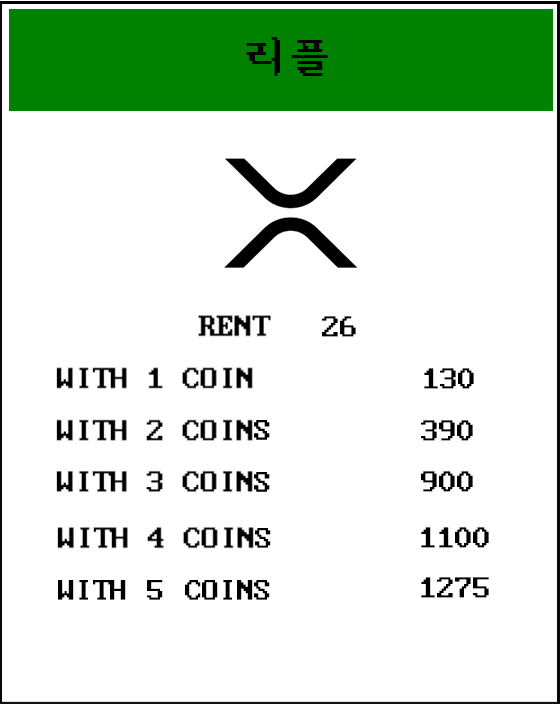 리플
RENT 26
WITH 1 COIN 130
WITH 2 COINS 390
WITH 3 COINS 900
WITH 4 COINS 1100
WITH 5 COINS 1275